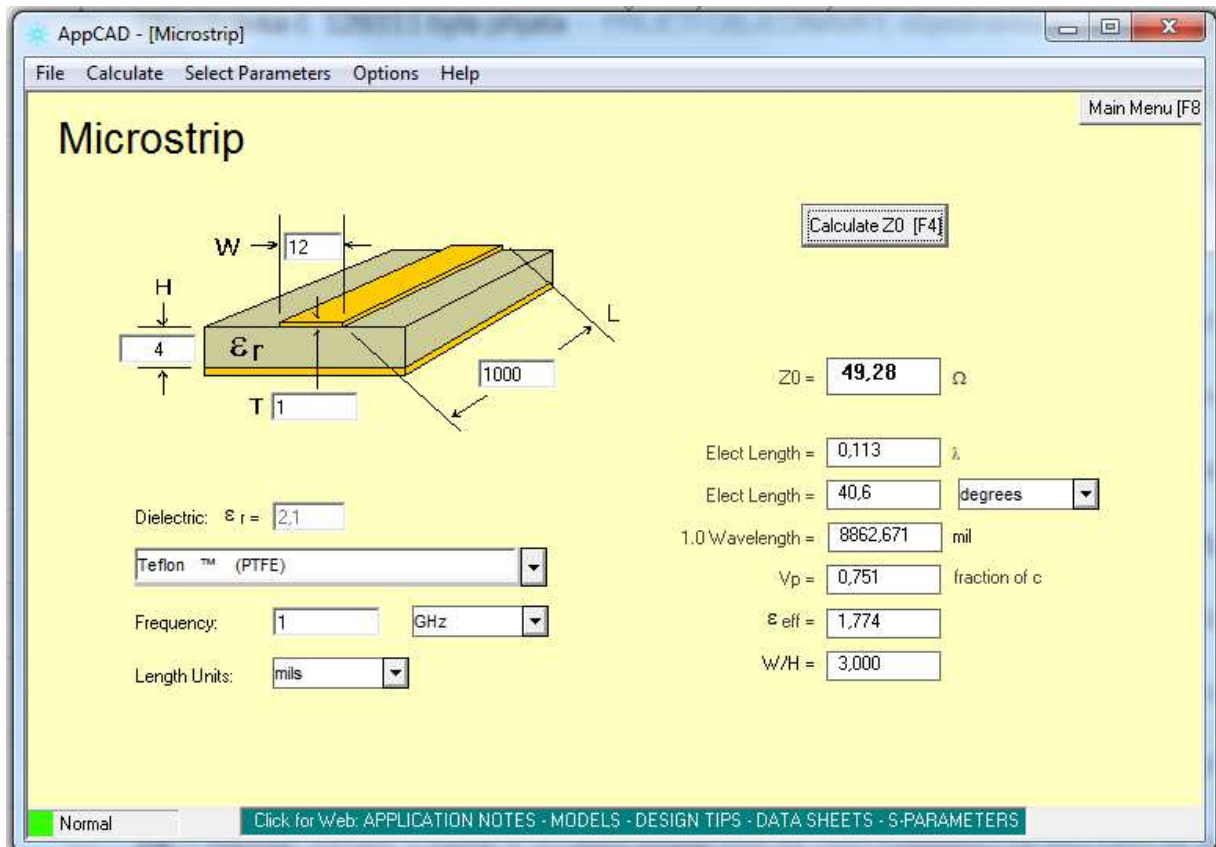 AppCAD - [Microstrip]
File Calculate Select Parameters Options Help
Main Menu [F8
Microstrip
Calculate Z0 [F4]
W 12
H
L
4 εr
1000
T 1
Z0 = 49,28 Ω
Elect Length = 0,113 λ
Elect Length = 40,6 degrees
Dielectric: ε r = 2,1
1.0 Wavelength = 8862,671 mil
Teflon ™ (PTFE)
Vp = 0,751 fraction of c
Frequency: 1 GHz
ε eff = 1,774
Length Units: mils
W/H = 3,000
Normal
Click for Web: APPLICATION NOTES - MODELS - DESIGN TIPS - DATA SHEETS - S-PARAMETERS